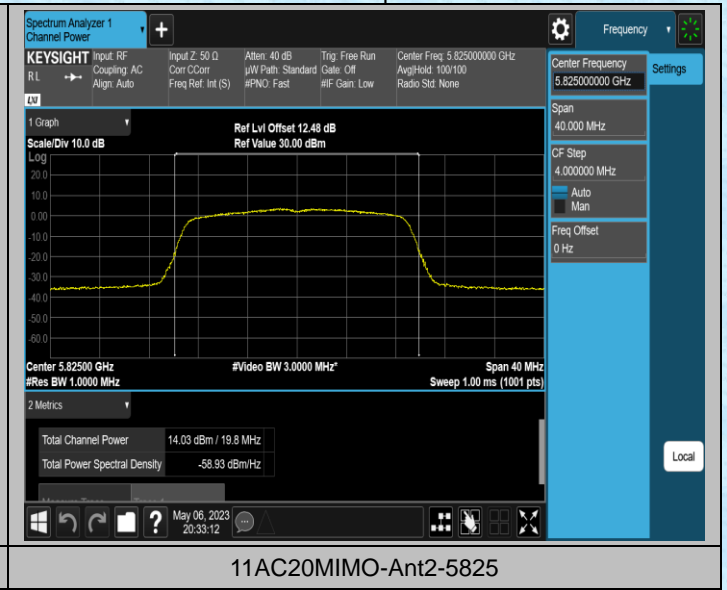 Spectrum Analyzer 1
Channel Power
+
Frequency
KEYSIGHT
R L
LXI
Input: RF
Coupling: AC
Align: Auto
Input Z: 50 Ω
Corr CCorr
Freq Ref: Int (S)
Atten: 40 dB
µW Path: Standard
#PNO: Fast
Trig: Free Run
Gate: Off
#IF Gain: Low
Center Freq: 5.825000000 GHz
Avg|Hold: 100/100
Radio Std: None
Center Frequency
5.825000000 GHz
Settings
Span
40.000 MHz
CF Step
4.000000 MHz
Auto
Man
Freq Offset
0 Hz
1 Graph
Scale/Div 10.0 dB
Ref Lvl Offset 12.48 dB
Ref Value 30.00 dBm
Log
20.0
10.0
0.00
-10.0
-20.0
-30.0
-40.0
-50.0
-60.0
Center 5.82500 GHz
#Video BW 3.0000 MHz*
Span 40 MHz
#Res BW 1.0000 MHz
Sweep 1.00 ms (1001 pts)
2 Metrics
Total Channel Power 14.03 dBm / 19.8 MHz
Total Power Spectral Density -58.93 dBm/Hz
Local
?
May 06, 2023
20:33:12
11AC20MIMO-Ant2-5825